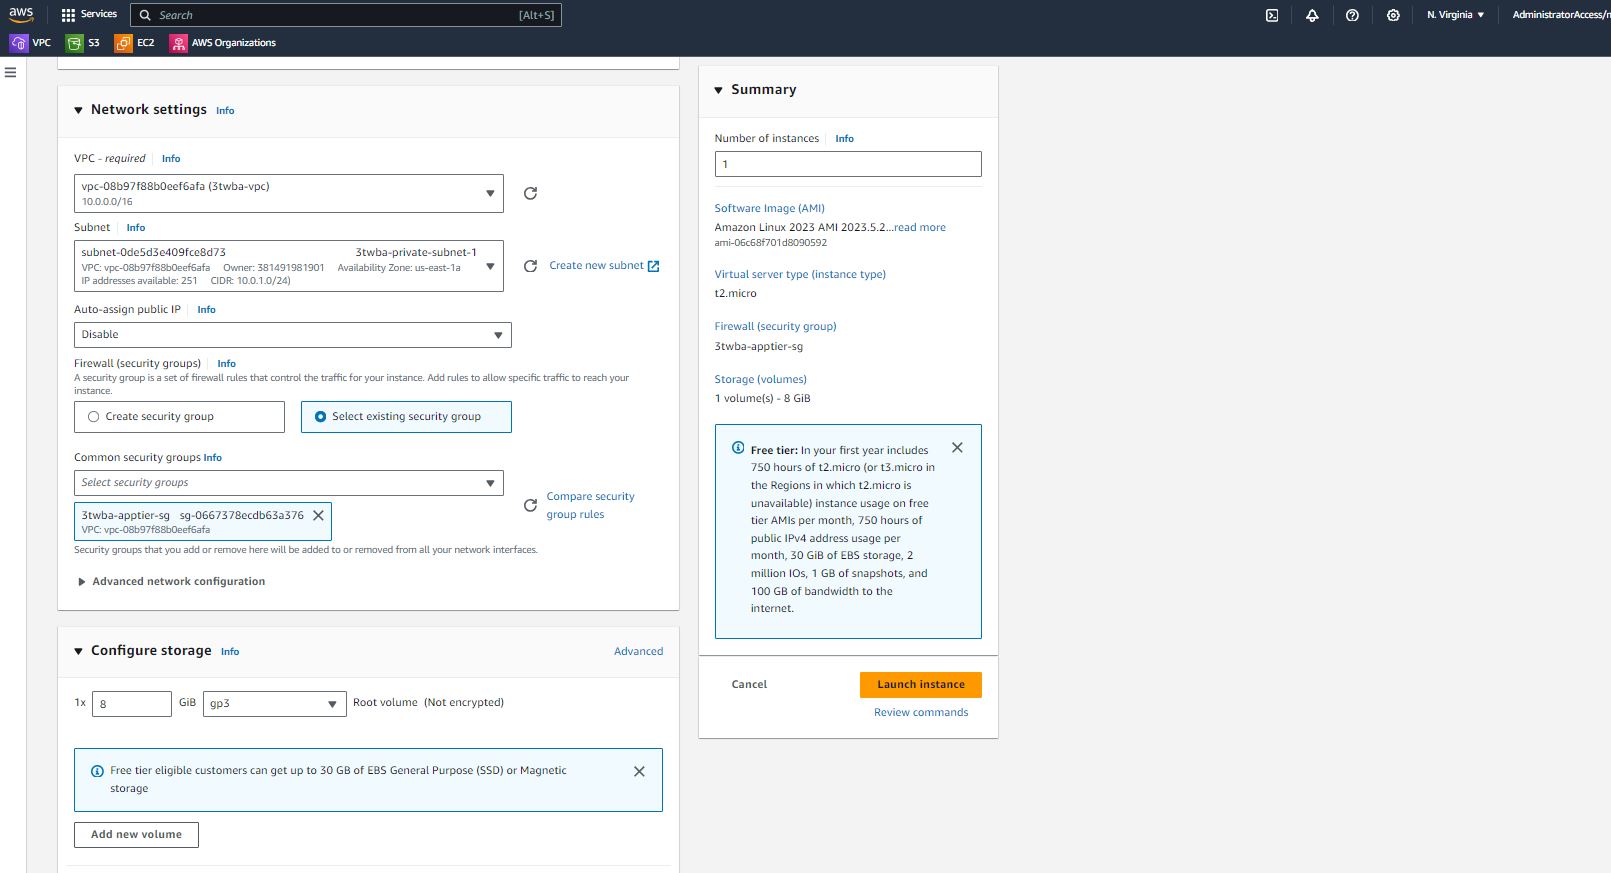 aws
Services
Search
[Alt+S]
N. Virginia
VPC
S3
EC2
AWS Organizations
Network settings Info
VPC - required Info
vpc-08b97f88b0eef6afa (3twba-vpc)
10.0.0.0/16
Subnet Info
subnet-0de5d3e409fce8d73 3twba-private-subnet-1
VPC: vpc-08b97f88b0eef6afa Owner: 381491981901 Availability Zone: us-east-1a
IP addresses available: 251 CIDR: 10.0.1.0/24)
Create new subnet
Auto-assign public IP Info
Disable
Firewall (security groups) Info
A security group is a set of firewall rules that control the traffic for your instance. Add rules to allow specific traffic to reach your
instance.
Create security group
Select existing security group
Common security groups Info
Select security groups
3twba-apptier-sg sg-0667378ecdb63a376
VPC: vpc-08b97f88b0eef6afa
Compare security
group rules
Security groups that you add or remove here will be added to or removed from all your network interfaces.
Advanced network configuration
Configure storage Info
Advanced
1x 8 GiB gp3 Root volume (Not encrypted)
Free tier eligible customers can get up to 30 GB of EBS General Purpose (SSD) or Magnetic
storage
Add new volume
Summary
Number of instances Info
1
Software Image (AMI)
Amazon Linux 2023 AMI 2023.5.2...read more
ami-06c68f701d8090592
Virtual server type (instance type)
t2.micro
Firewall (security group)
3twba-apptier-sg
Storage (volumes)
1 volume(s) - 8 GiB
Free tier: In your first year includes
750 hours of t2.micro (or t3.micro in
the Regions in which t2.micro is
unavailable) instance usage on free
tier AMIs per month, 750 hours of
public IPv4 address usage per
month, 30 GiB of EBS storage, 2
million IOs, 1 GB of snapshots, and
100 GB of bandwidth to the
internet.
Cancel
Launch instance
Review commands